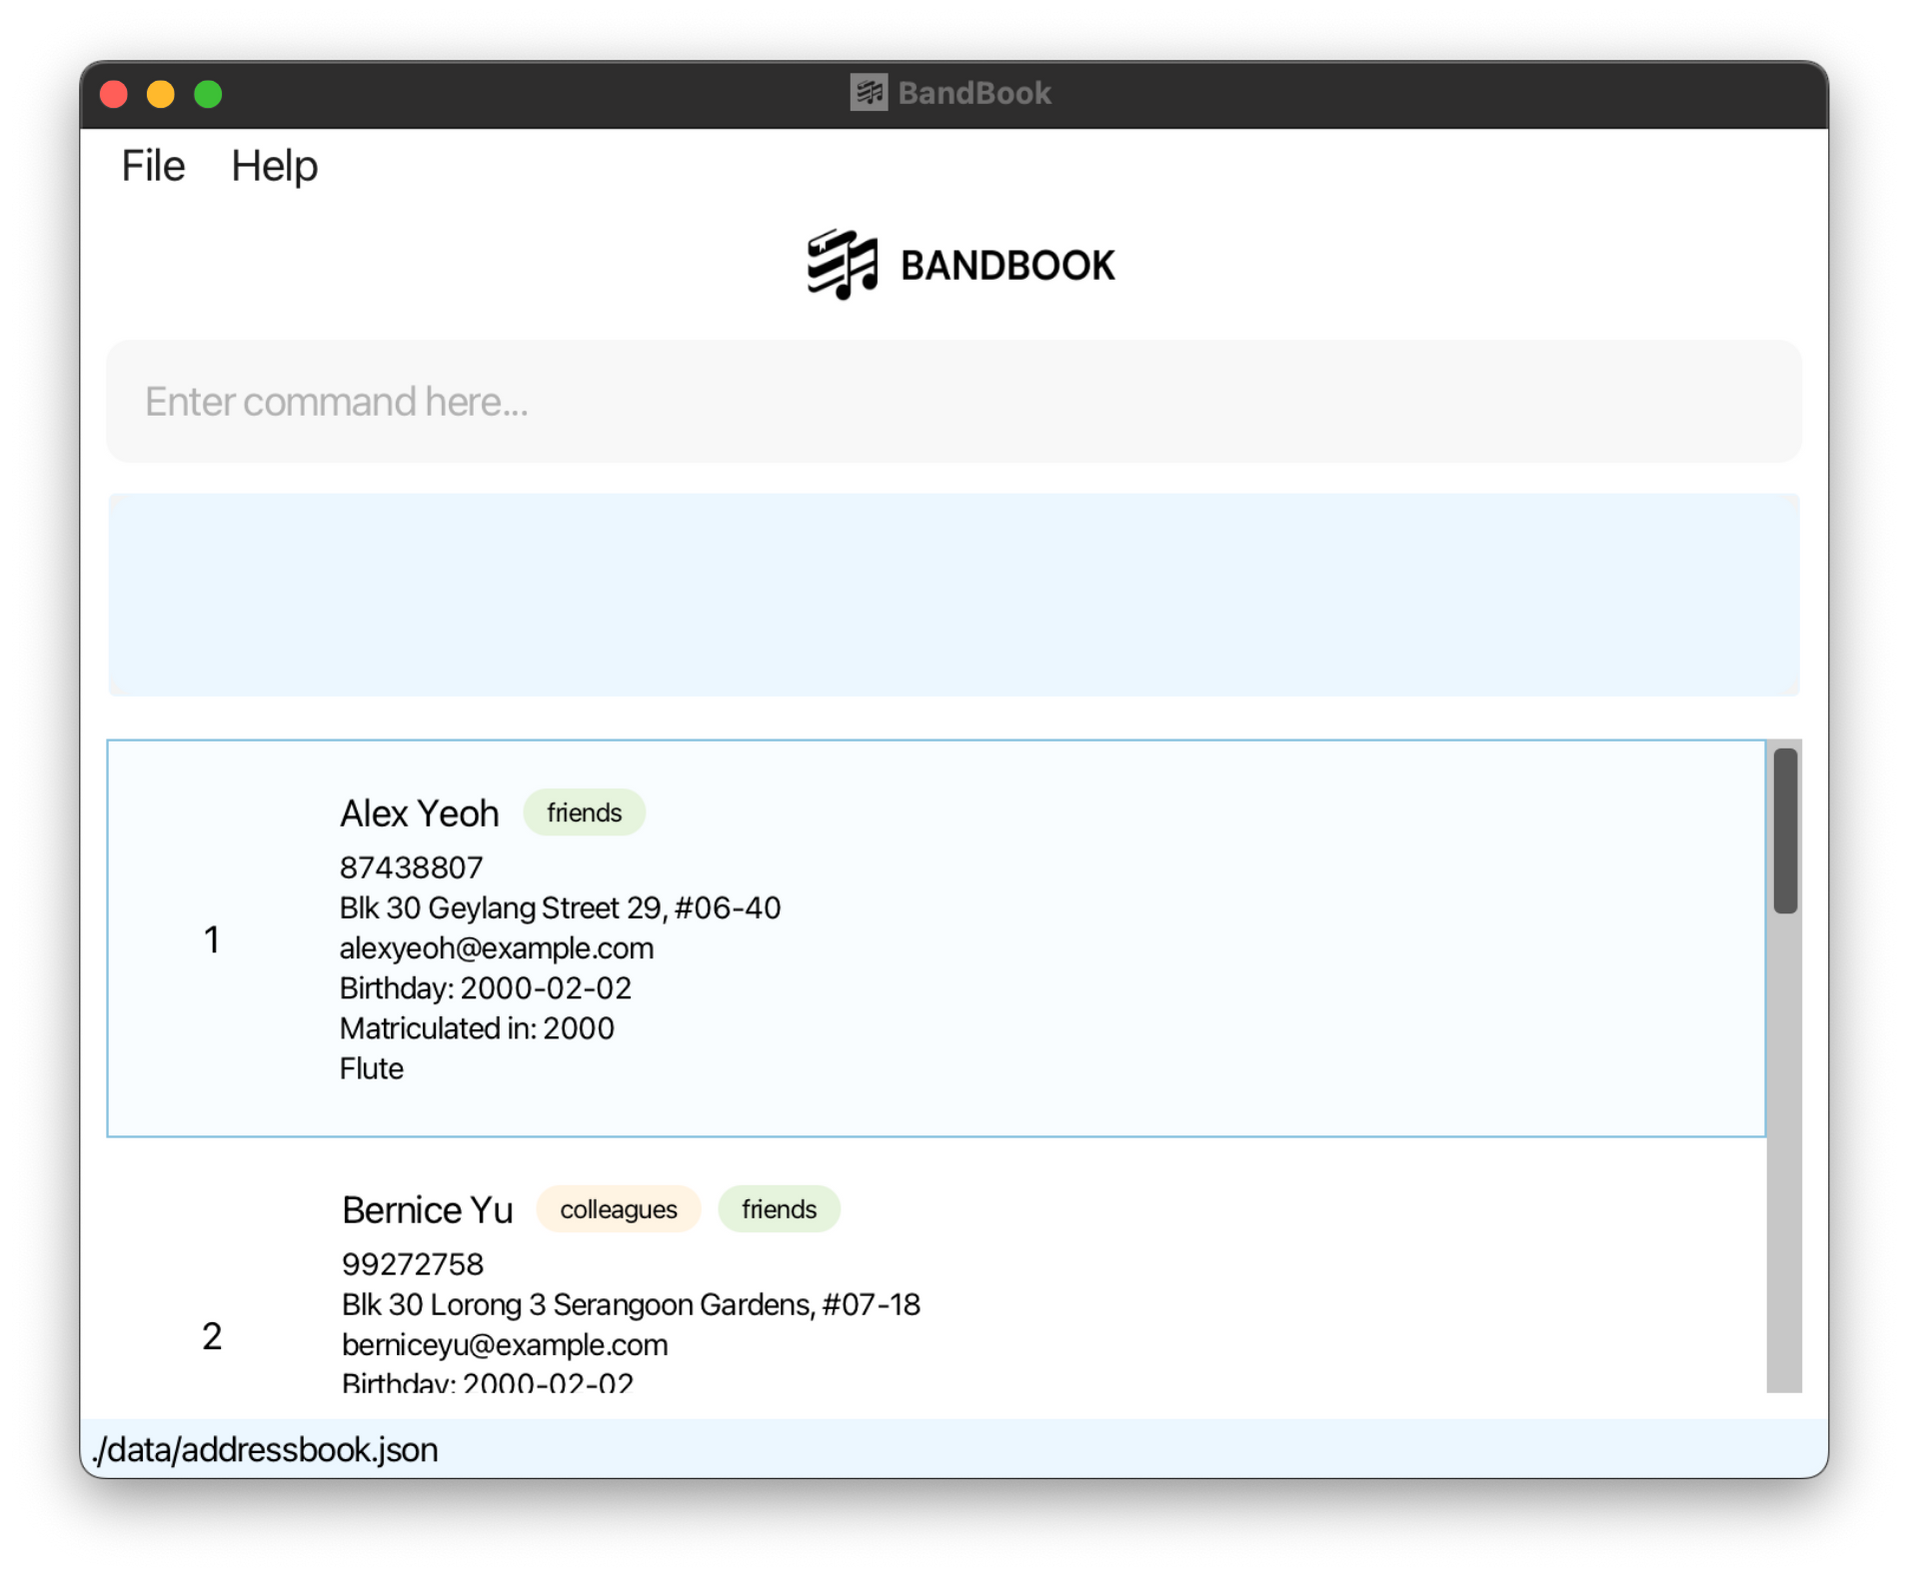 BandBook
File Help
BANDBOOK
Enter command here...
Alex Yeoh friends
87438807
Blk 30 Geylang Street 29, #06-40
1
alexyeoh@example.com
Birthday: 2000-02-02
Matriculated in: 2000
Flute
Bernice Yu colleagues friends
99272758
Blk 30 Lorong 3 Serangoon Gardens, #07-18
2
berniceyu@example.com
Birthday: 2000-02-02
./data/addressbook.json